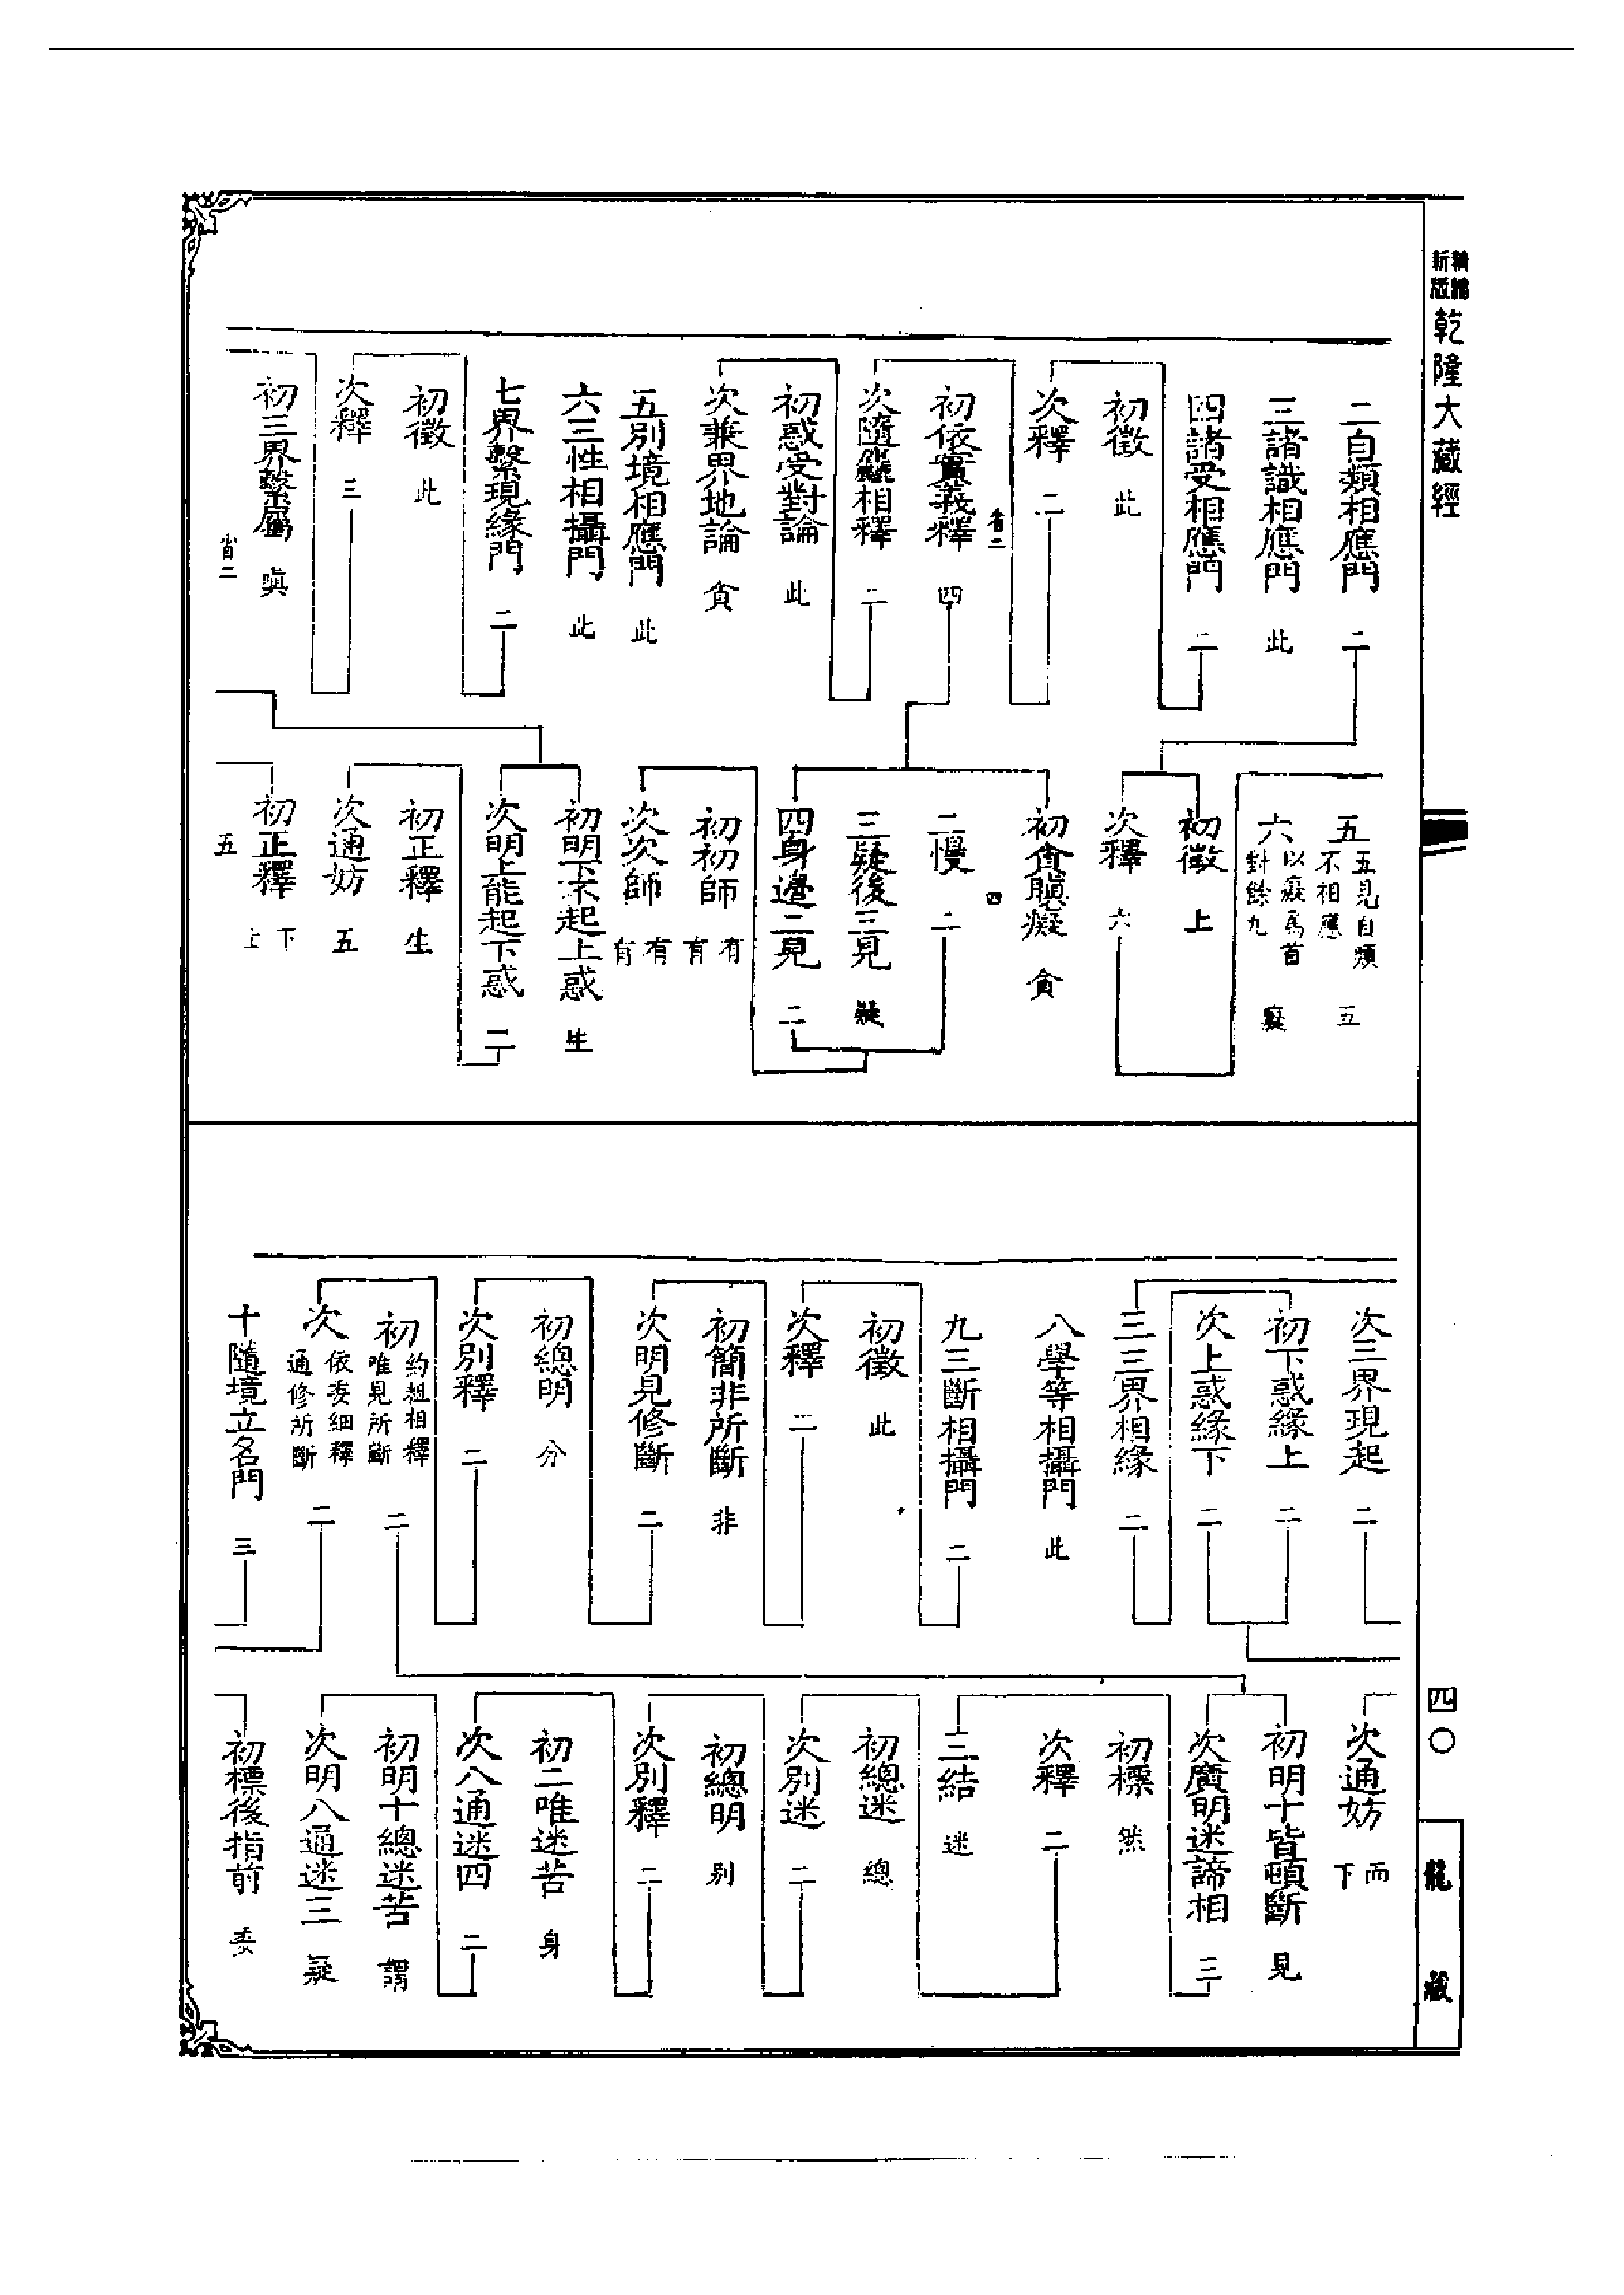 精縮
新版
乾隆大藏經
二自類相應門 二
三諸識相應門 此
四諸受相應門 二
初徵 此
次釋 二
初依實義釋 四
次隨麤相釋 二
初惑受對論 此
次兼界地論 貪
五別境相應門 此
六三性相攝門 此
七界繫現緣門 二
初徵 此
次釋 三
初三界繫屬 嗔
五 五見自類不相應 五
六 以癡爲首對餘九 癡
初徵 上
次釋 六
初貪瞋癡 貪
二慢 二
三疑後三見 疑
四身邊二見 二
初初師 有有
次次師 有有
初明下不起上惑 生
次明上能起下惑 二
初正釋 生
次通妨 五
初正釋 下上
四〇
龍藏
次三界現起 二
初下惑緣上 二
次上惑緣下 二
三三界相緣 二
八學等相攝門 此
九三斷相攝門 二
初徵 此
次釋 二
初簡非所斷 非
次明見修斷 二
初總明 分
次別釋 二
初 約麤相釋唯見所斷 二
次 依委細釋通修所斷 二
十隨境立名門 三
次通妨 而下
初明十皆頓斷 見
次廣明迷諦相 三
初標 然
次釋 二
三結 迷
初總迷 總
次別迷 二
初總明 別
次別釋 二
初二唯迷苦 身
次八通迷四 二
初明十總迷苦 謂
次明八通迷三 疑
初標後指前 委